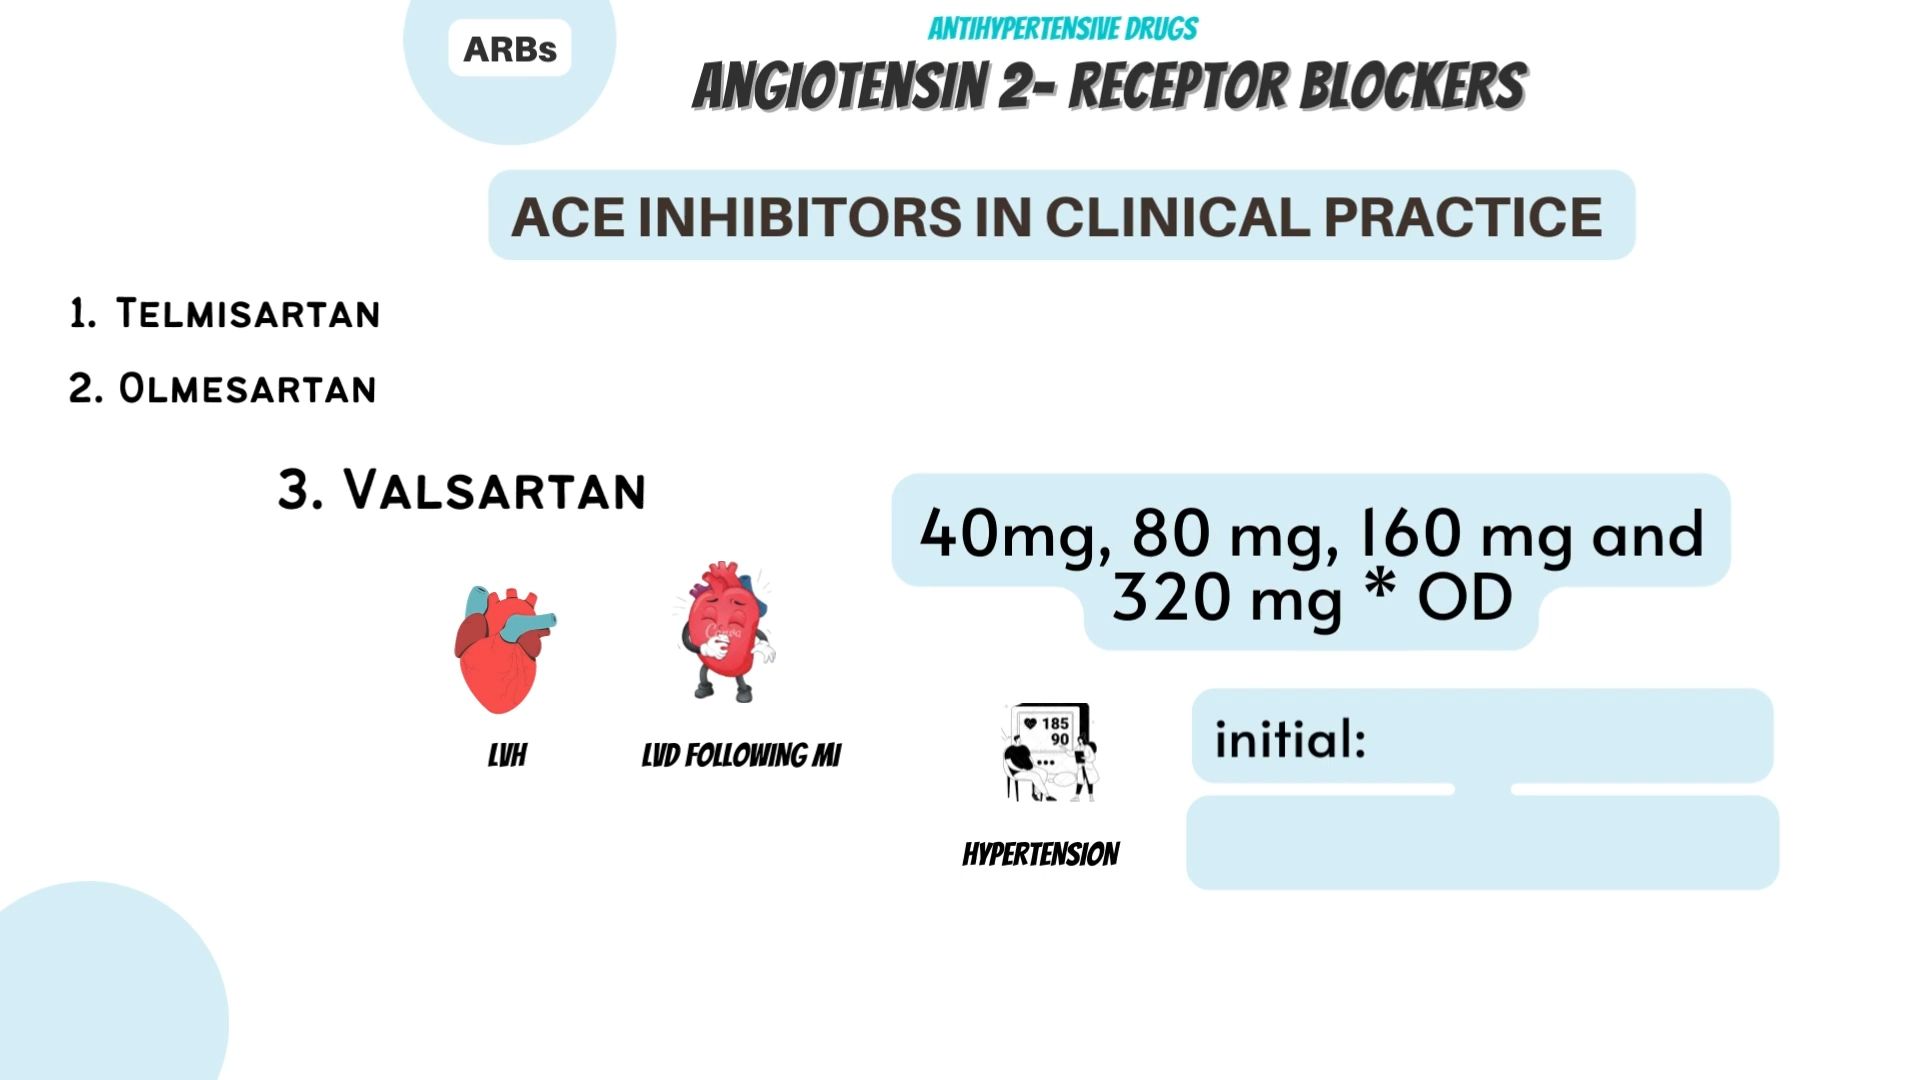 ARBs
ANTIHYPERTENSIVE DRUGS
ANGIOTENSIN 2- RECEPTOR BLOCKERS
ACE INHIBITORS IN CLINICAL PRACTICE
1. TELMISARTAN
2. OLMESARTAN
3. VALSARTAN
40mg, 80 mg, 160 mg and
320 mg * OD
Canva
LVH
LVD FOLLOWING MI
185
90
HYPERTENSION
initial: